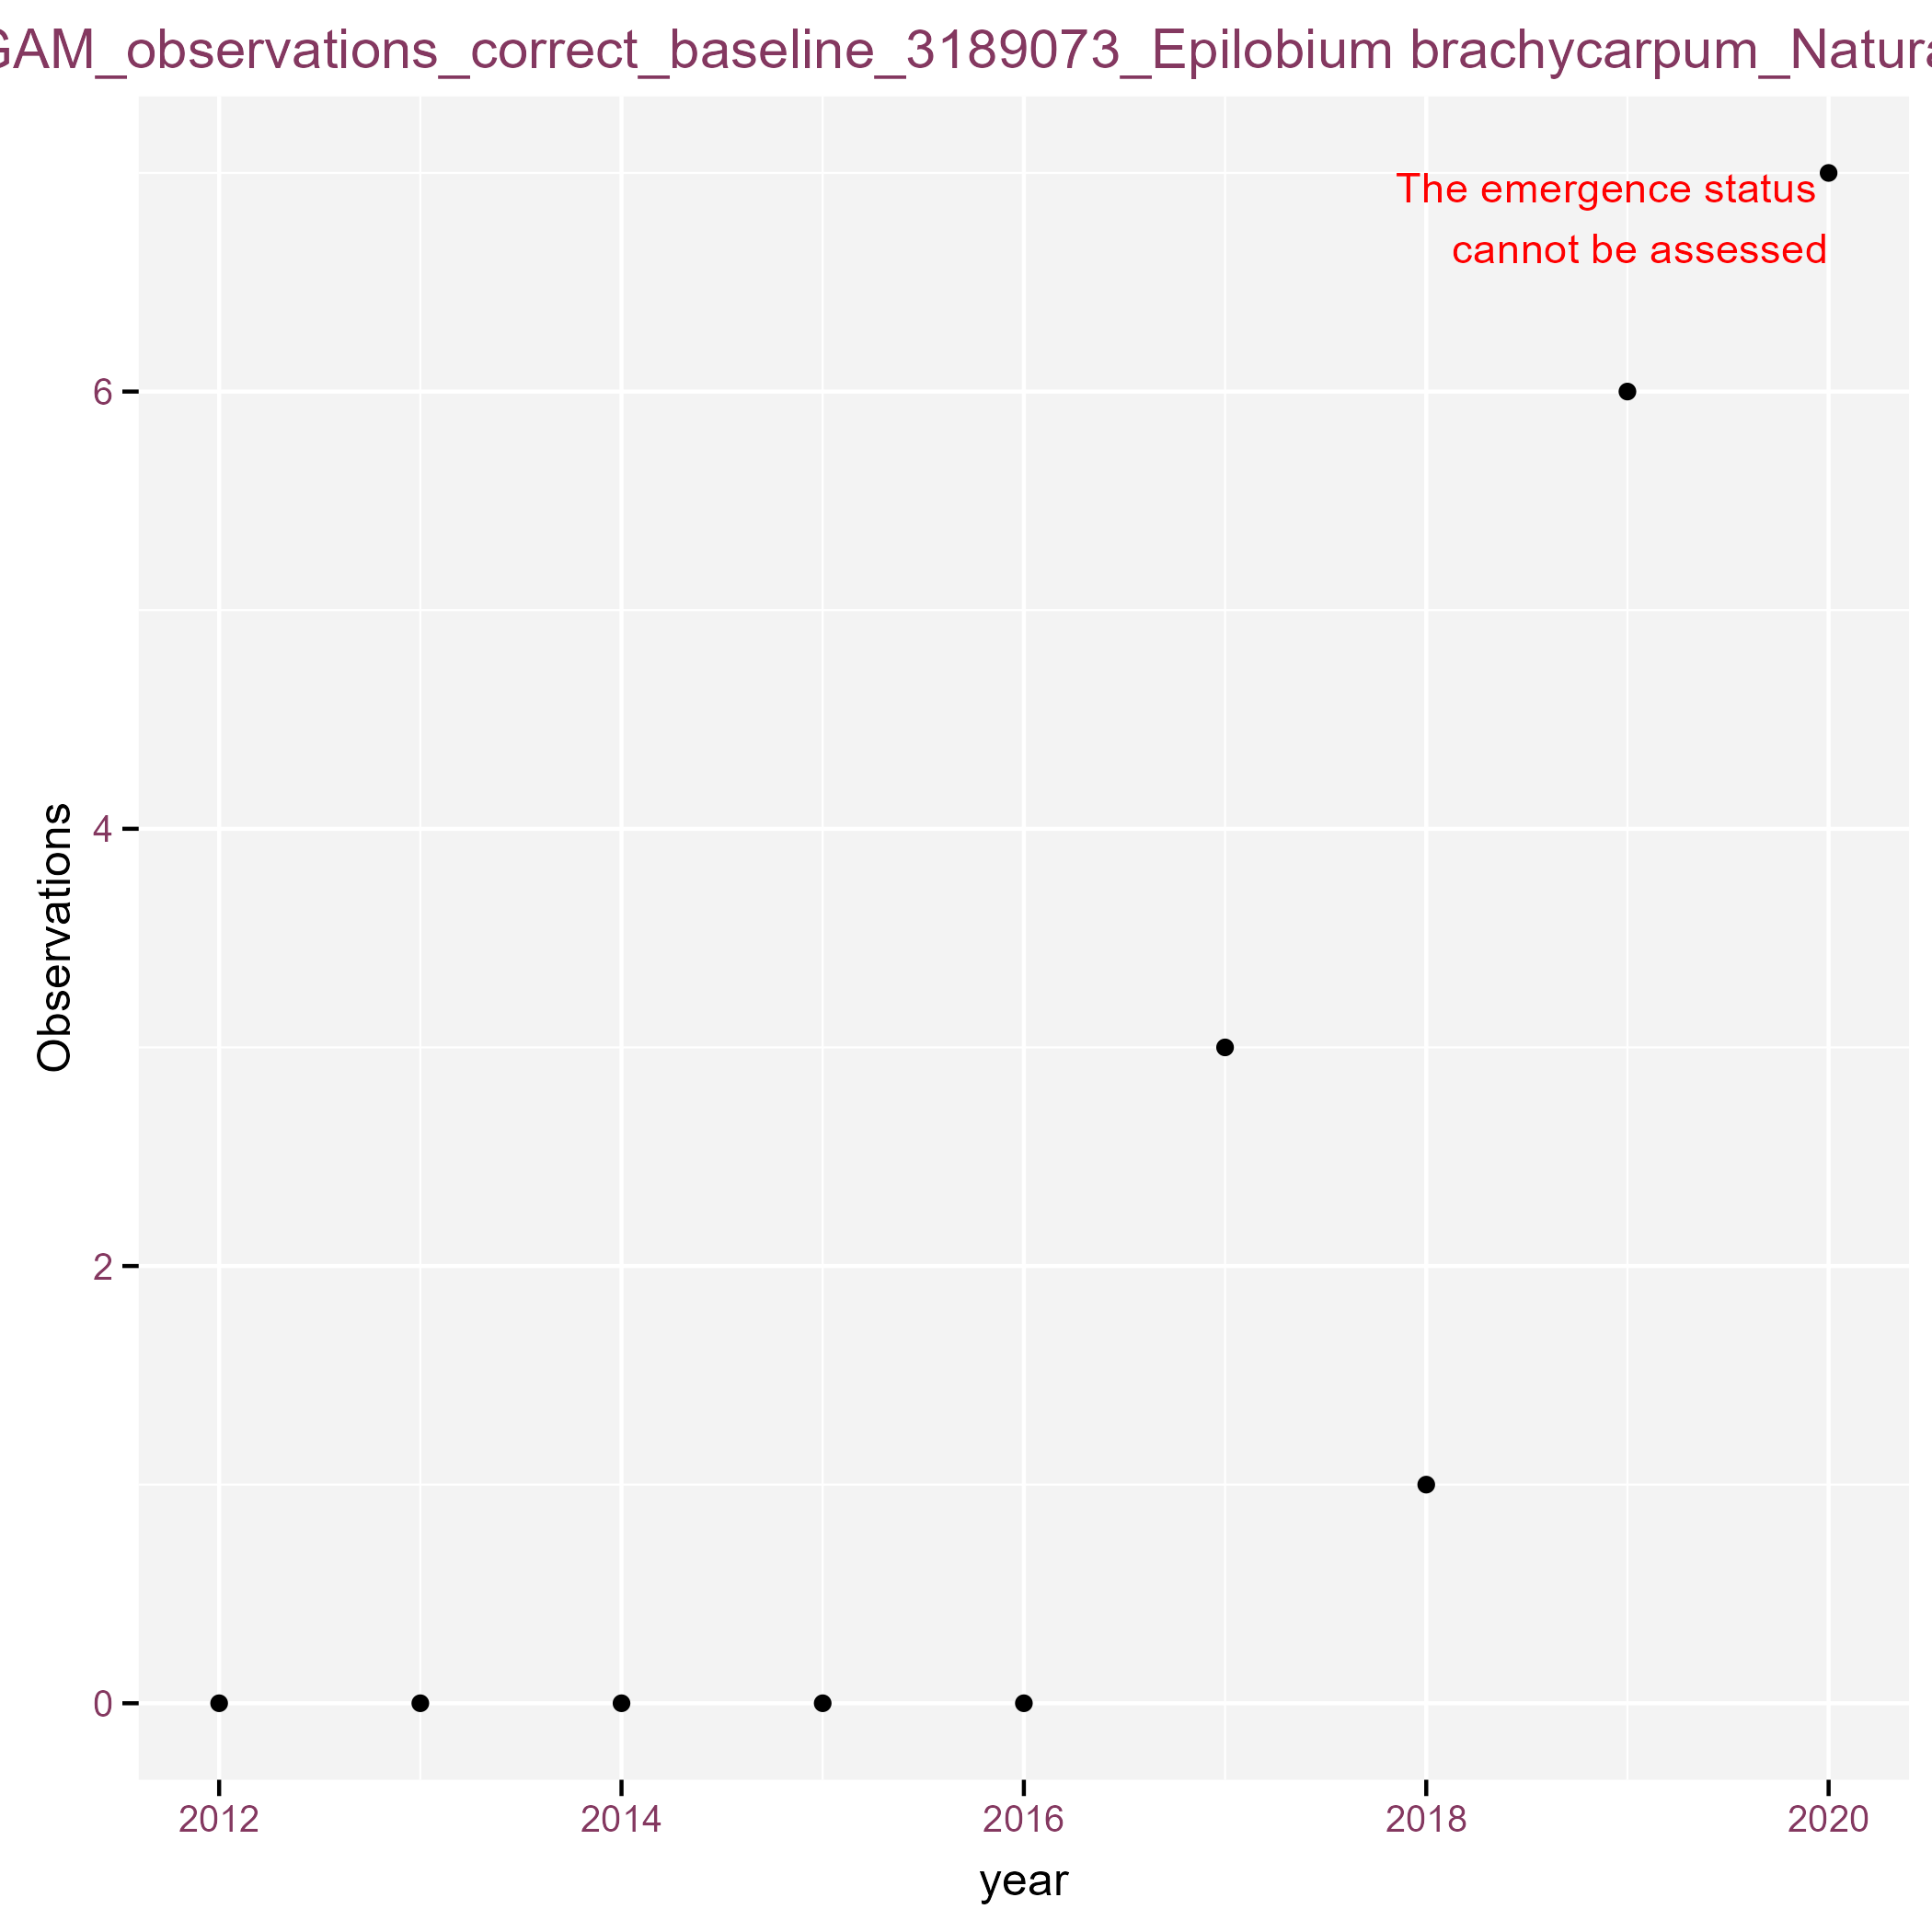 GAM_observations_correct_baseline_3189073_Epilobium brachycarpum_Natura
The emergence status
cannot be assessed
6
4
2
0
Observations
2012 2014 2016 2018 2020
year